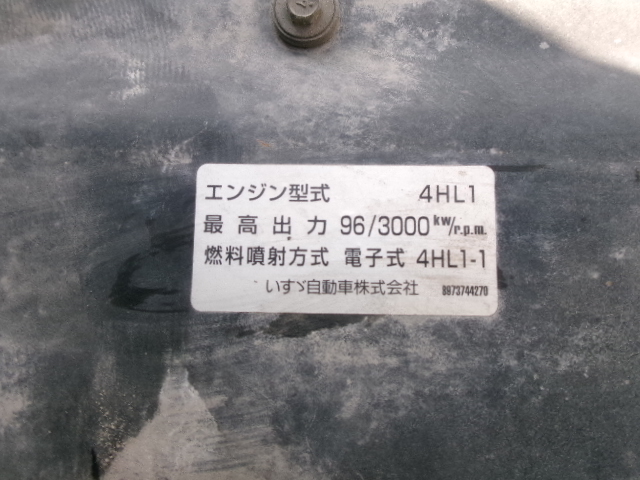 エンジン型式 4HL1
最高出力 96/3000 kw/r.p.m.
燃料噴射方式 電子式 4HL1-1
いすゞ自動車株式会社 8973744270